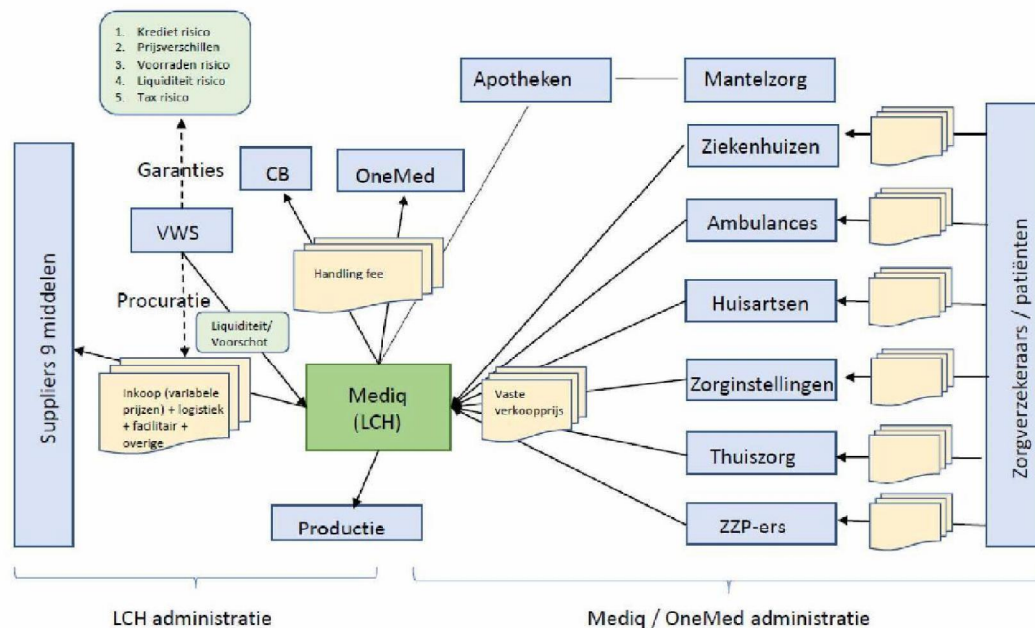 1. Krediet risico
2. Prijsverschillen
3. Voorraden risico
4. Liquiditeit risico
5. Tax risico
Apotheken
Mantelzorg
Ziekenhuizen
Garanties
CB
OneMed
VWS
Ambulances
Handling fee
Procuratie
Huisartsen
Liquiditeit/
Voorschot
Suppliers 9 middelen
Zorgverzekeraars / patiënten
Inkoop (variabele
prijzen) + logistiek
+ facilitair +
overige
Mediq
(LCH)
Vaste
verkoopprijs
Zorginstellingen
Thuiszorg
Productie
ZZP-ers
LCH administratie
Mediq / OneMed administratie